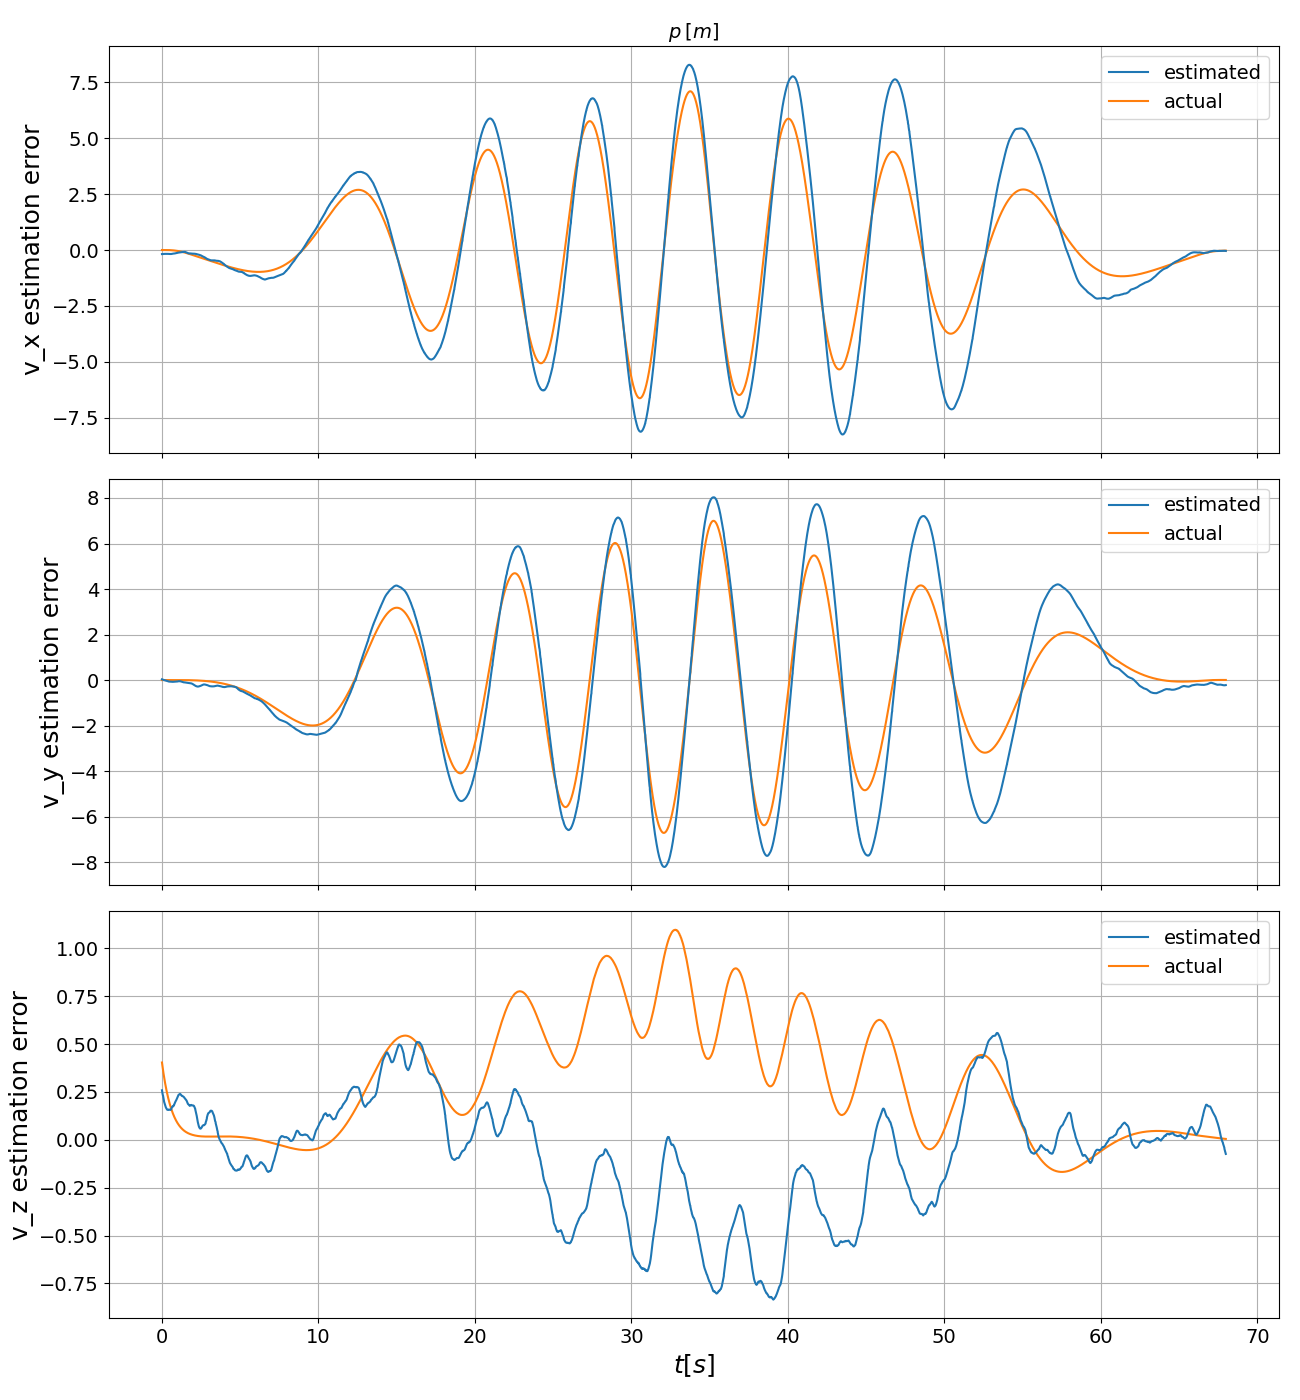 p [m]
v_x estimation error
7.5
5.0
2.5
0.0
−2.5
−5.0
−7.5
estimated
actual
v_y estimation error
8
6
4
2
0
−2
−4
−6
−8
estimated
actual
v_z estimation error
1.00
0.75
0.50
0.25
0.00
−0.25
−0.50
−0.75
estimated
actual
0 10 20 30 40 50 60 70
t[s]